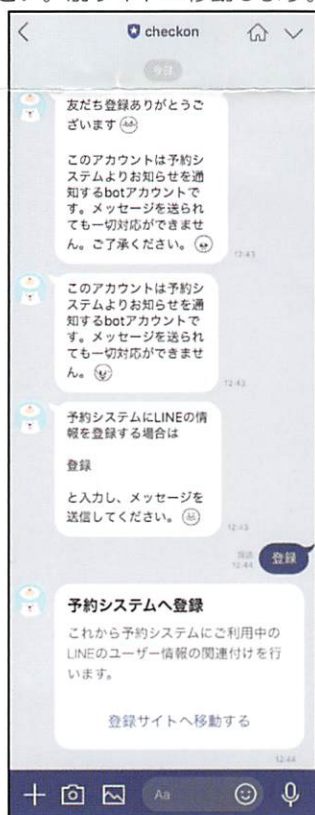 checkon
今日
友だち登録ありがとうご
ざいます
このアカウントは予約シ
ステムよりお知らせを通
知するbotアカウントで
す。メッセージを送られ
ても一切対応ができませ
ん。ご了承ください。
12:43
このアカウントは予約シ
ステムよりお知らせを通
知するbotアカウントで
す。メッセージを送られ
ても一切対応ができませ
ん。
12:43
予約システムにLINEの情
報を登録する場合は
登録
と入力し、メッセージを
送信してください。
12:43
既読
12:44
登録
予約システムへ登録
これから予約システムにご利用中の
LINEのユーザー情報の関連付けを行
います。
登録サイトへ移動する
12:44
Aa